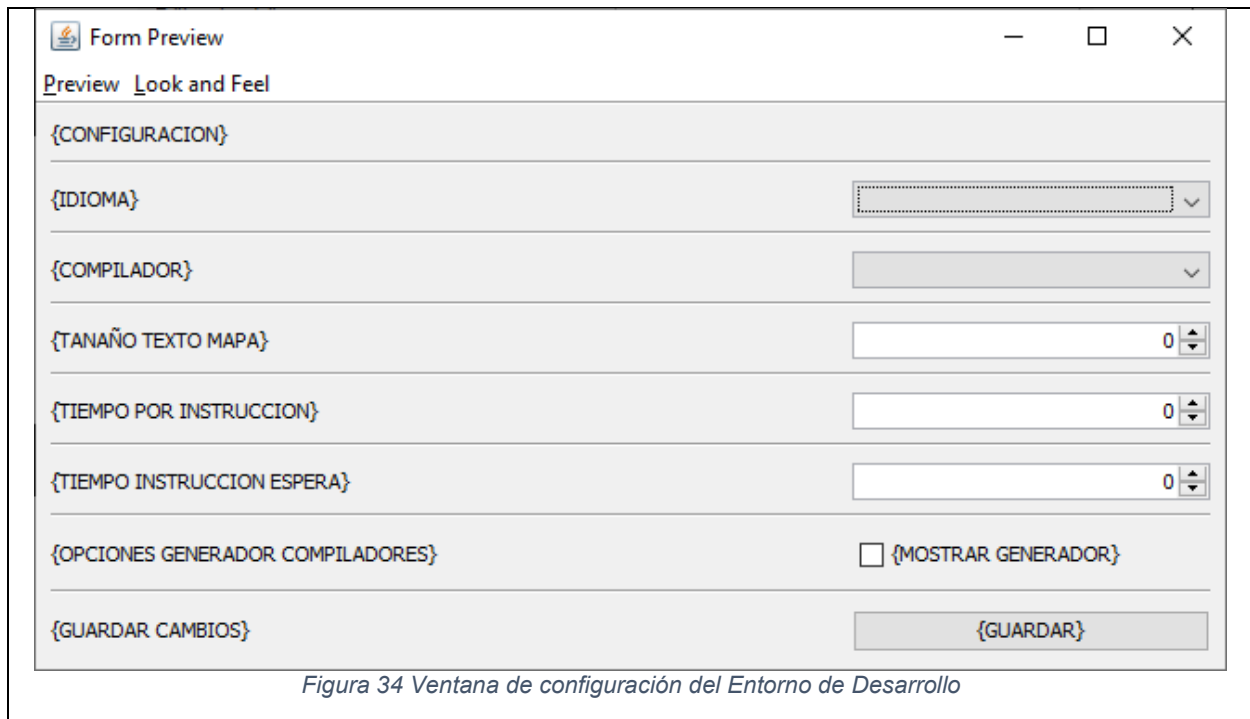 Form Preview
Preview Look and Feel
{CONFIGURACION}
{IDIOMA}
{COMPILADOR}
{TANAÑO TEXTO MAPA} 0
{TIEMPO POR INSTRUCCION} 0
{TIEMPO INSTRUCCION ESPERA} 0
{OPCIONES GENERADOR COMPILADORES} {MOSTRAR GENERADOR}
{GUARDAR CAMBIOS} {GUARDAR}
Figura 34 Ventana de configuración del Entorno de Desarrollo